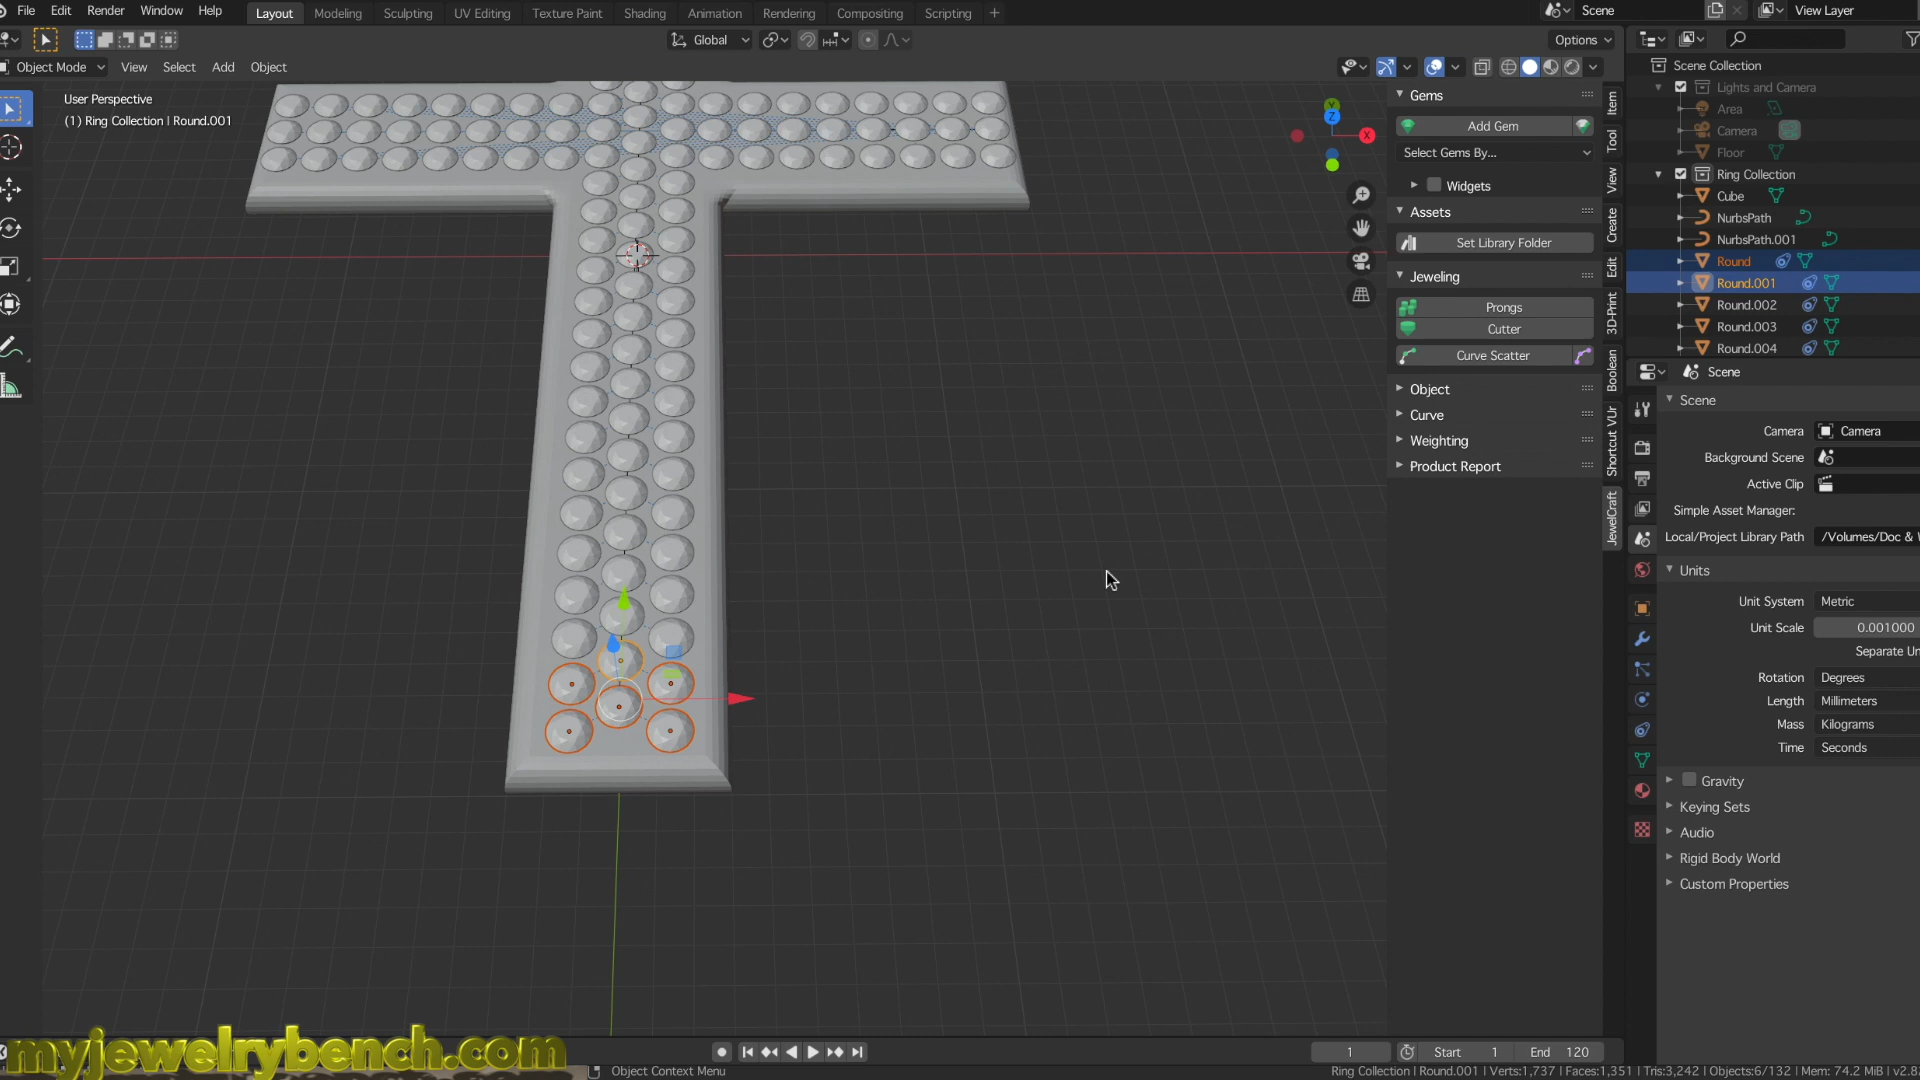 File Edit Render Window Help Layout Modeling Sculpting UV Editing Texture Paint Shading Animation Rendering Compositing Scripting + Scene View Layer
Global Options
Object Mode View Select Add Object
User Perspective
(1) Ring Collection | Round.001
Y
Z
X
Gems
Add Gem
Select Gems By...
Widgets
Assets
Set Library Folder
Jeweling
Prongs
Cutter
Curve Scatter
Object
Curve
Weighting
Product Report
Item
Tool
View
Create
Edit
3D-Print
Boolean
Shortcut VUr
JewelCraft
Scene Collection
Lights and Camera
Area
Camera
Floor
Ring Collection
Cube
NurbsPath
NurbsPath.001
Round
Round.001
Round.002
Round.003
Round.004
Scene
Scene
Camera Camera
Background Scene
Active Clip
Simple Asset Manager:
Local/Project Library Path /Volumes/Doc &
Units
Unit System Metric
Unit Scale 0.001000
Separate Un
Rotation Degrees
Length Millimeters
Mass Kilograms
Time Seconds
Gravity
Keying Sets
Audio
Rigid Body World
Custom Properties
myjewelrybench.com
1 Start 1 End 120
Object Context Menu
Ring Collection | Round.001 | Verts:1,737 | Faces:1,351 | Tris:3,242 | Objects:6/132 | Mem: 74.2 MiB | v2.8